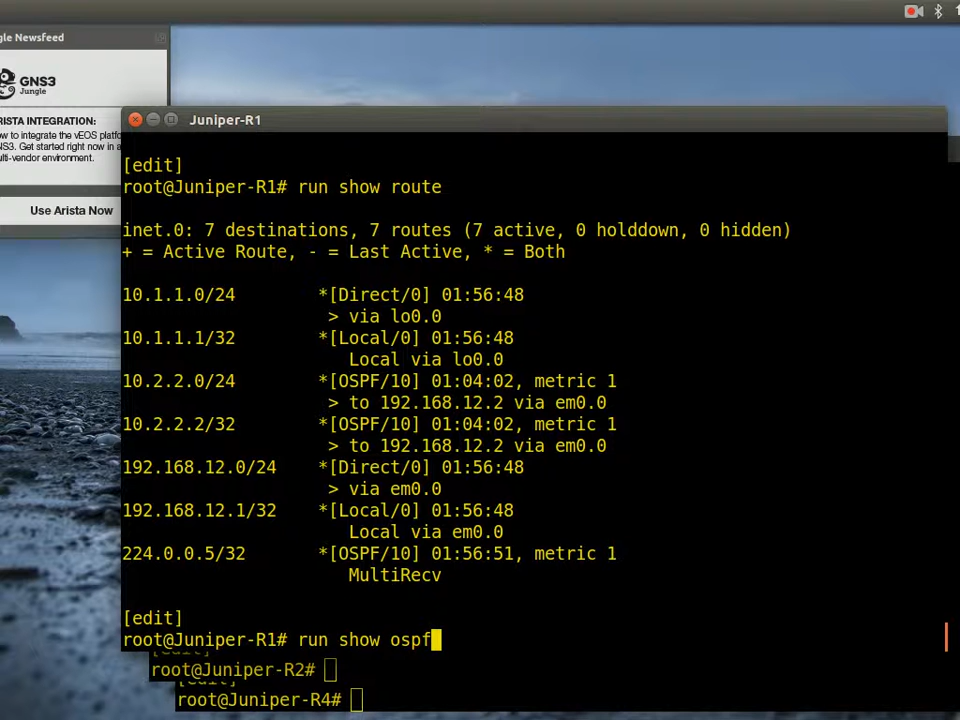 gle Newsfeed
GNS3
Jungle
ARISTA INTEGRATION:
ow to integrate the vEOS platfo
NS3. Get started right now in a
ulti-vendor environment.
Use Arista Now
Juniper-R1
[edit]
root@Juniper-R1# run show route
inet.0: 7 destinations, 7 routes (7 active, 0 holddown, 0 hidden)
+ = Active Route, - = Last Active, * = Both
10.1.1.0/24 *[Direct/0] 01:56:48
> via lo0.0
10.1.1.1/32 *[Local/0] 01:56:48
Local via lo0.0
10.2.2.0/24 *[OSPF/10] 01:04:02, metric 1
> to 192.168.12.2 via em0.0
10.2.2.2/32 *[OSPF/10] 01:04:02, metric 1
> to 192.168.12.2 via em0.0
192.168.12.0/24 *[Direct/0] 01:56:48
> via em0.0
192.168.12.1/32 *[Local/0] 01:56:48
Local via em0.0
224.0.0.5/32 *[OSPF/10] 01:56:51, metric 1
MultiRecv
[edit]
root@Juniper-R1# run show ospf
[edit]
root@Juniper-R2#
[edit]
root@Juniper-R4#